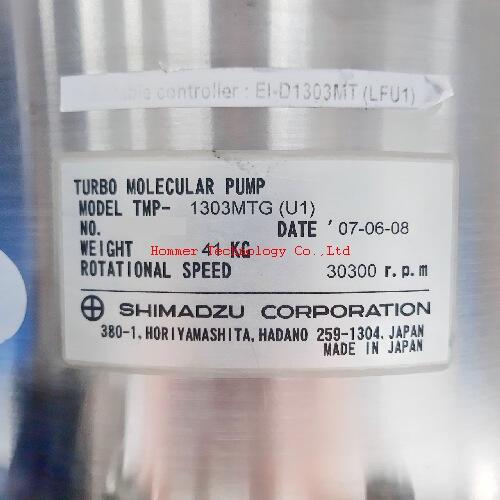 controller : EI-D1303MT (LFU1)
TURBO MOLECULAR PUMP
MODEL TMP- 1303MTG (U1)
NO. DATE '07-06-08
WEIGHT 41 KG
Hommer Technology Co.,Ltd
ROTATIONAL SPEED 30300 r.p.m
SHIMADZU CORPORATION
380-1, HORIYAMASHITA, HADANO 259-1304, JAPAN
MADE IN JAPAN